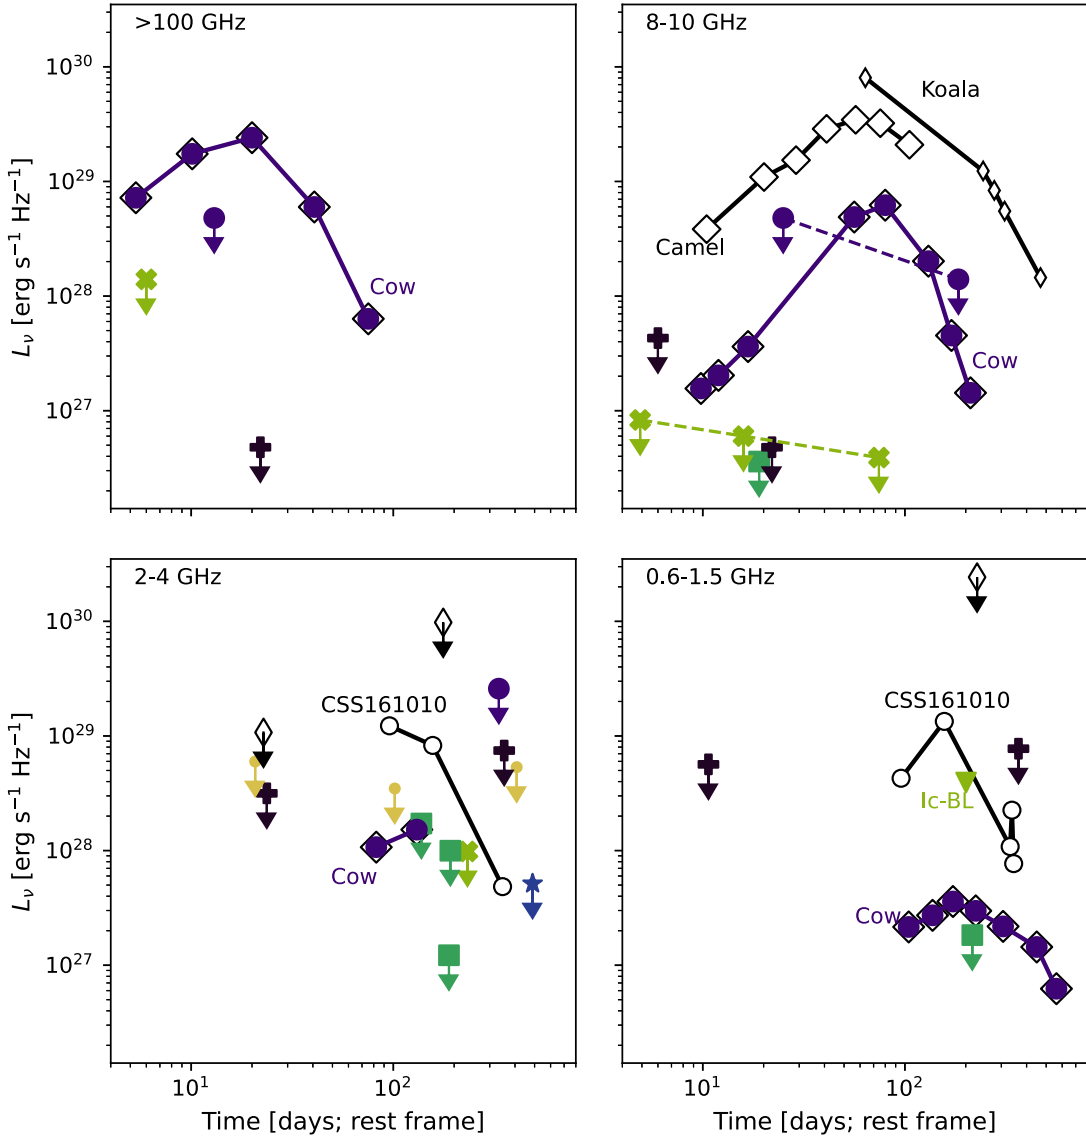 >100 GHz
8-10 GHz
10³⁰
10²⁹
10²⁸
10²⁷
Lν [erg s⁻¹ Hz⁻¹]
Cow
Koala
Camel
Cow
2-4 GHz
0.6-1.5 GHz
10³⁰
10²⁹
10²⁸
10²⁷
Lν [erg s⁻¹ Hz⁻¹]
CSS161010
Cow
CSS161010
Ic-BL
Cow
10¹
10²
10¹
10²
Time [days; rest frame]
Time [days; rest frame]